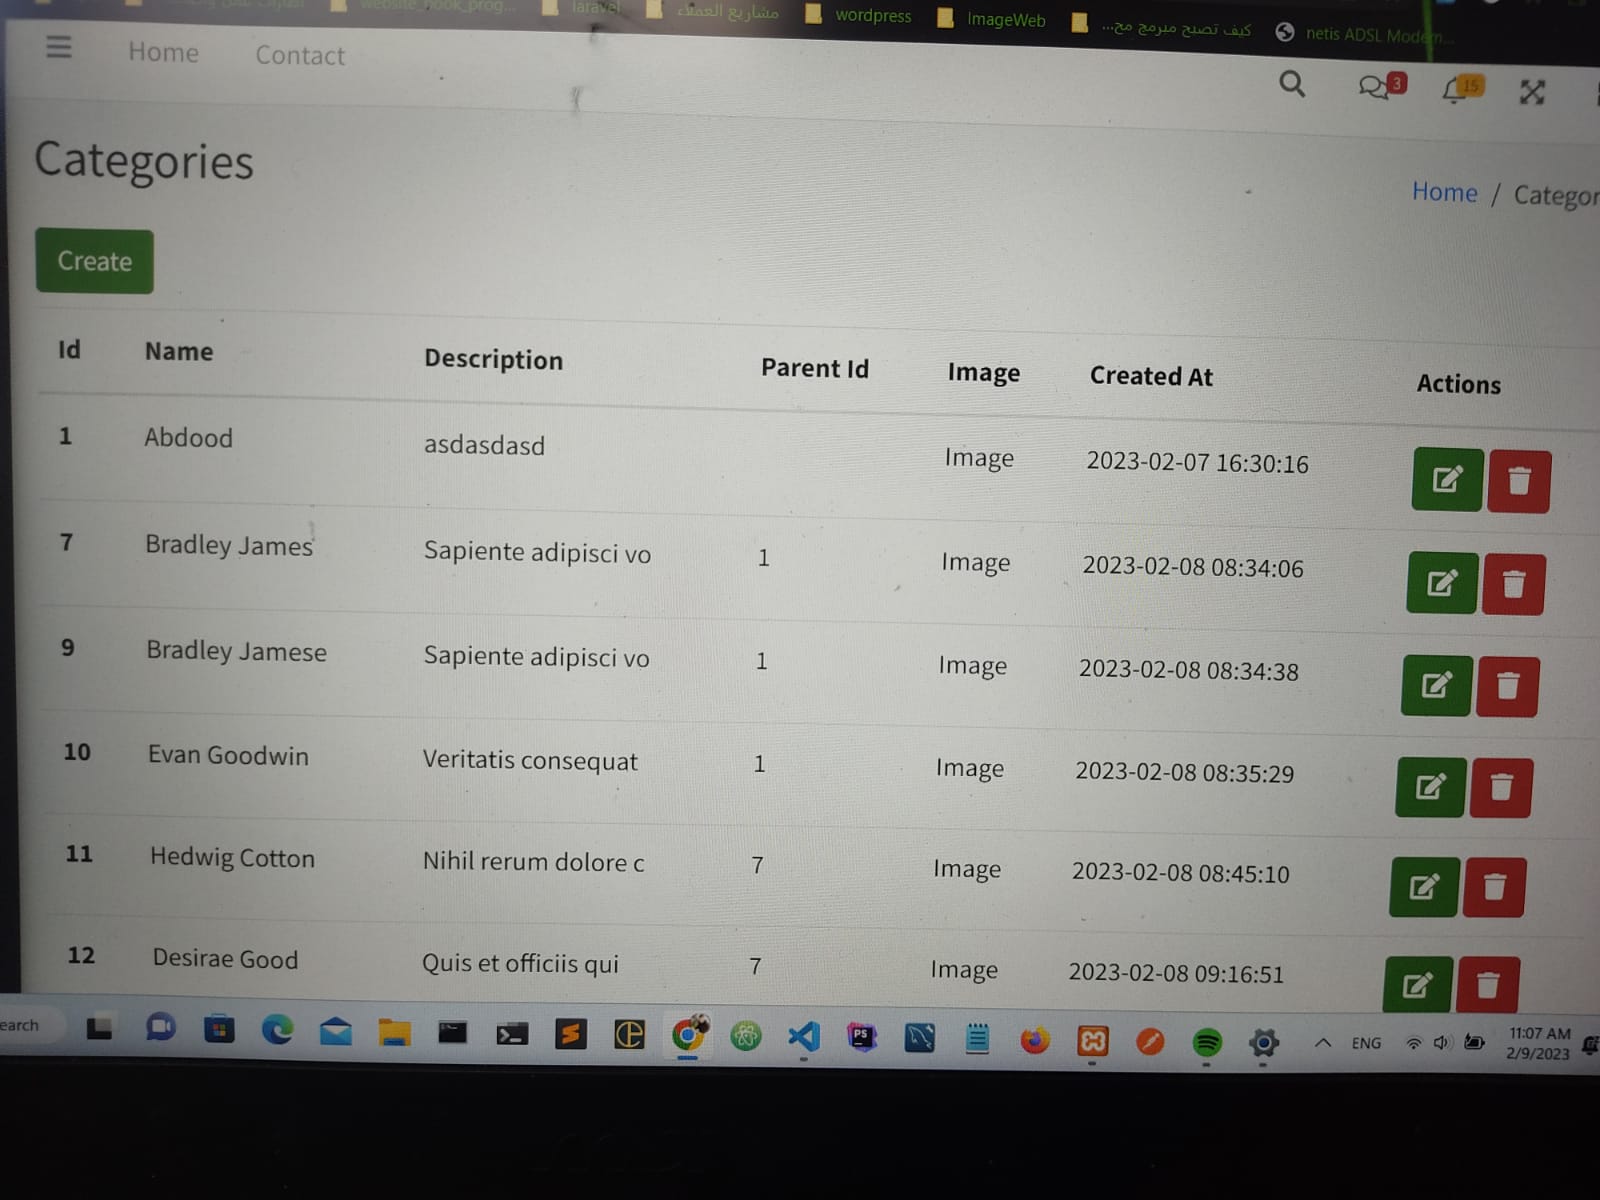 laravel مشاريع العملاء wordpress ImageWeb كيف تصبح مبرمج مح... netis ADSL Modem...
Home Contact 3 15
Categories
Home / Categor
Create
Id Name Description Parent Id Image Created At Actions
1 Abdood asdasdasd Image 2023-02-07 16:30:16
7 Bradley James Sapiente adipisci vo 1 Image 2023-02-08 08:34:06
9 Bradley Jamese Sapiente adipisci vo 1 Image 2023-02-08 08:34:38
10 Evan Goodwin Veritatis consequat 1 Image 2023-02-08 08:35:29
11 Hedwig Cotton Nihil rerum dolore c 7 Image 2023-02-08 08:45:10
12 Desirae Good Quis et officiis qui 7 Image 2023-02-08 09:16:51
earch PS ENG 11:07 AM
2/9/2023